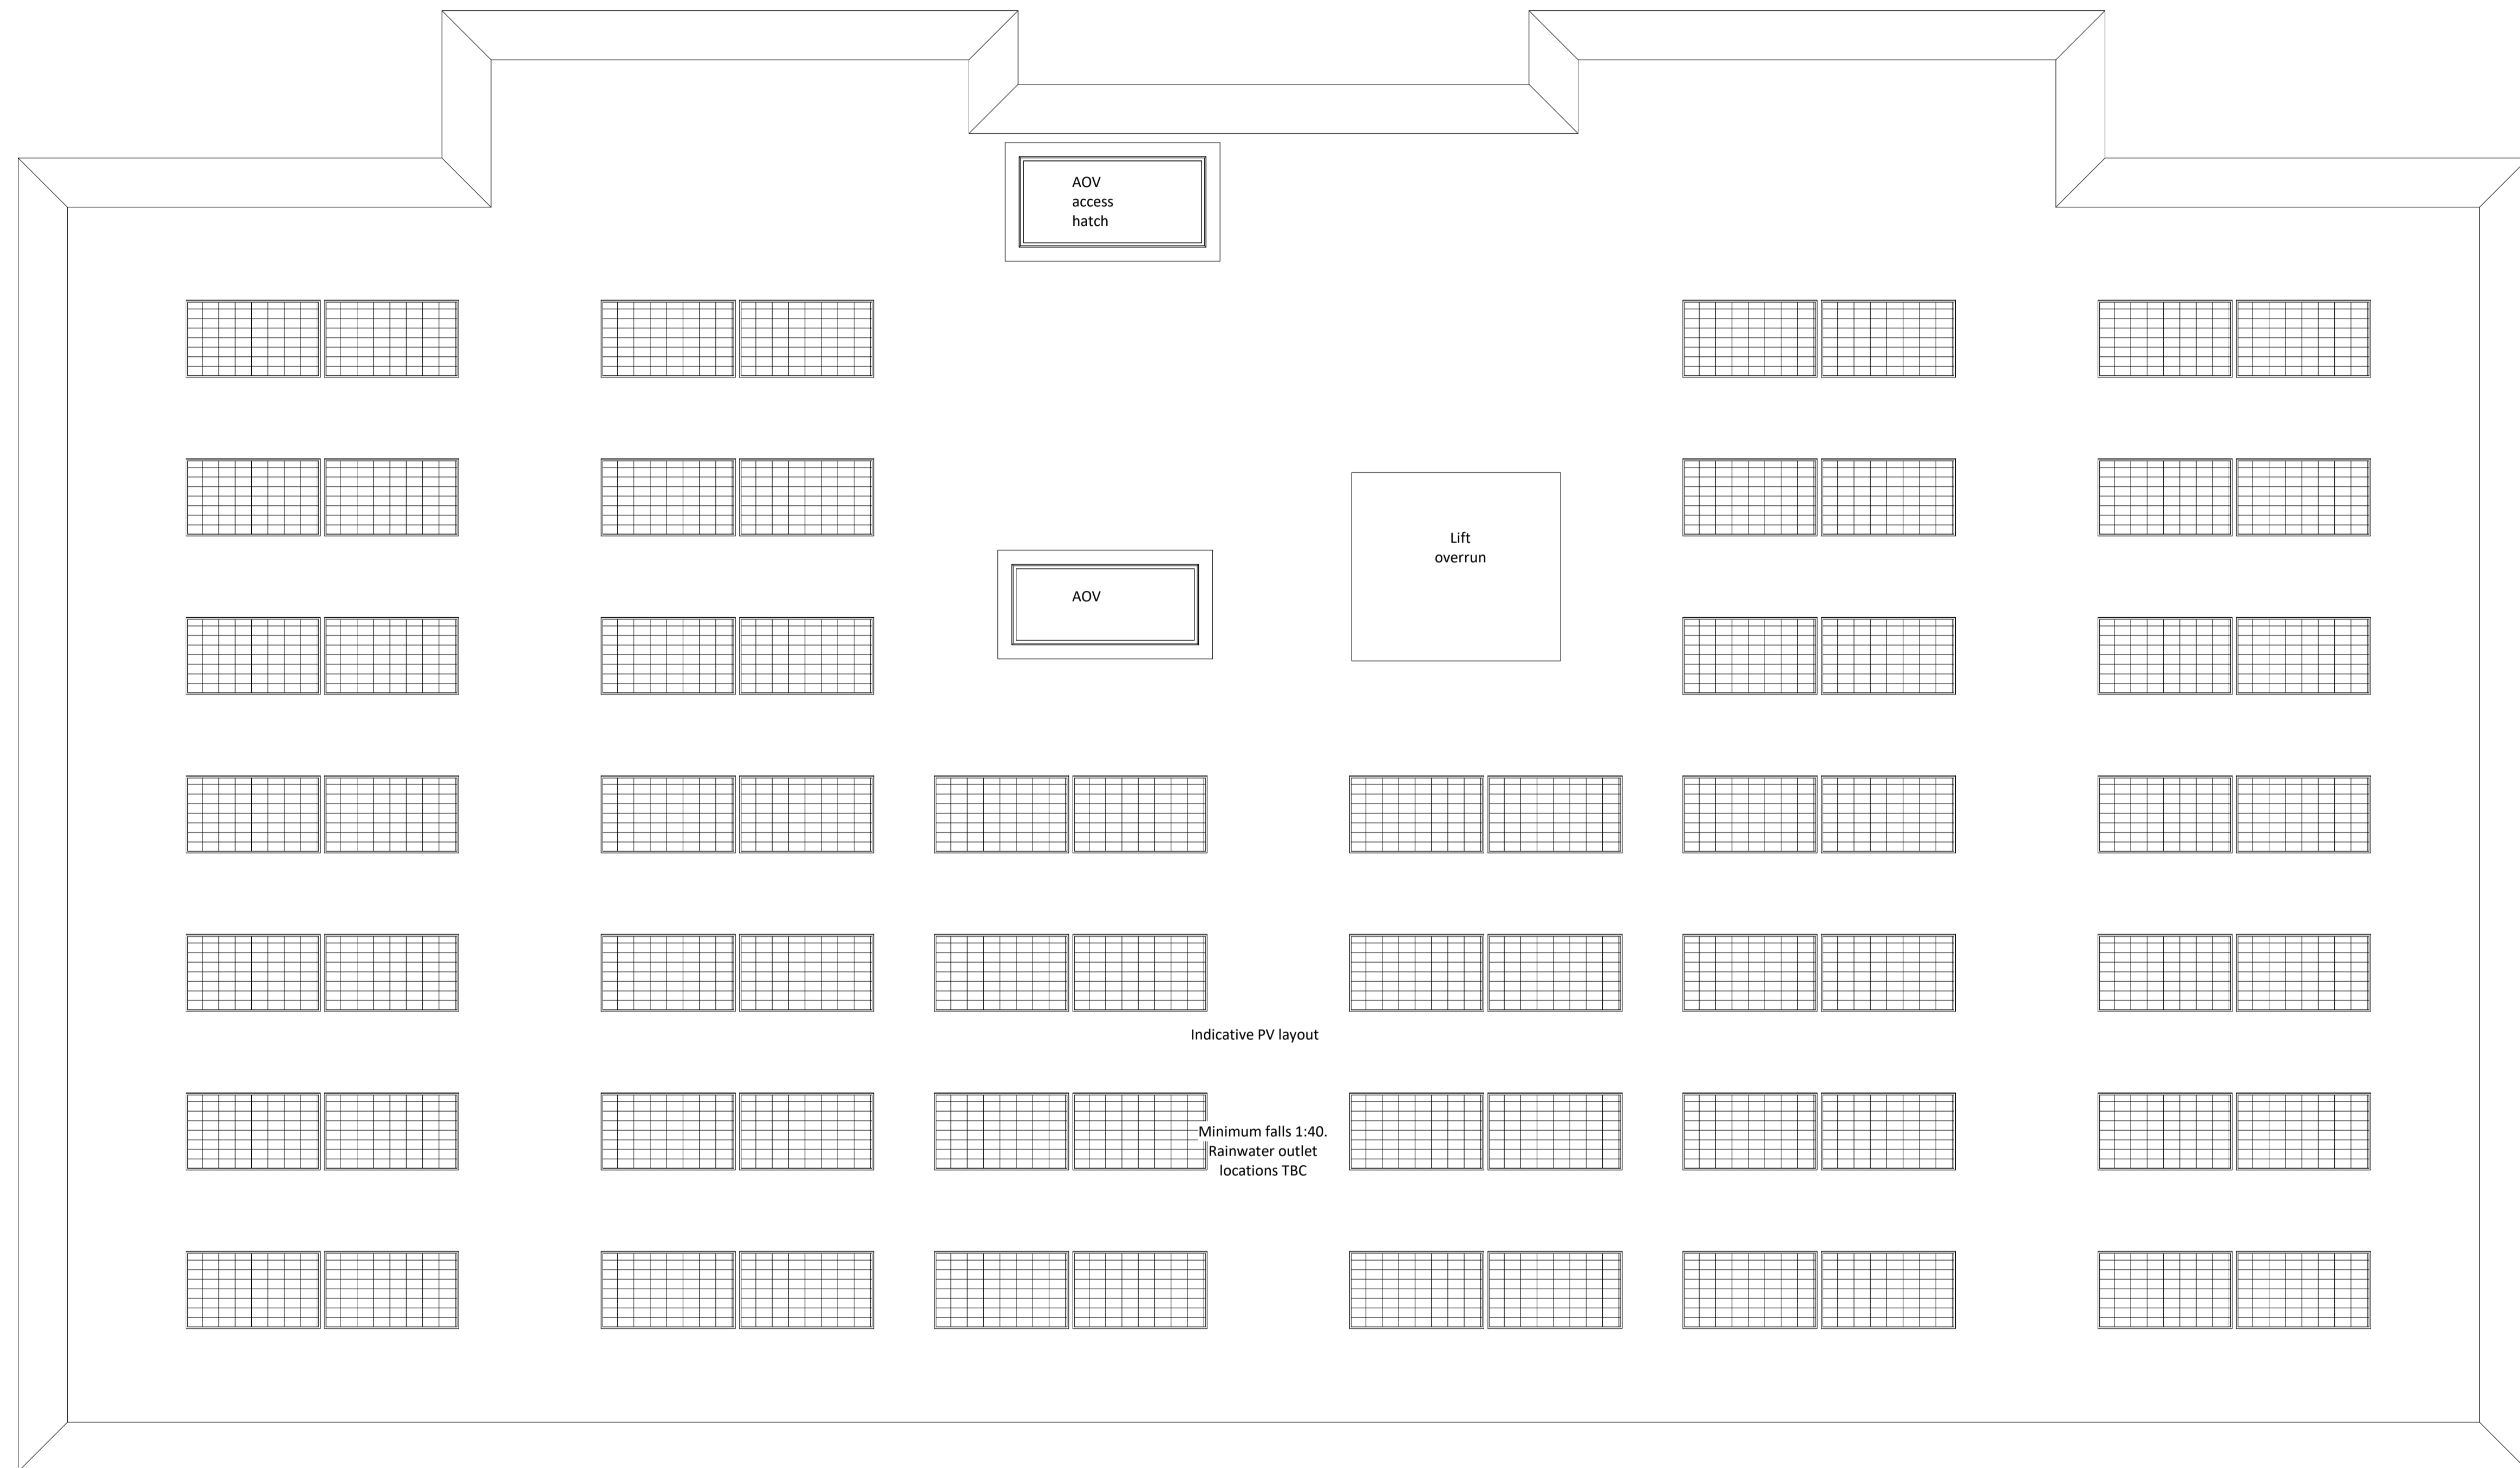 AOV
access
hatch
Lift
overrun
AOV
Indicative PV layout
Minimum falls 1:40.
Rainwater outlet
locations TBC